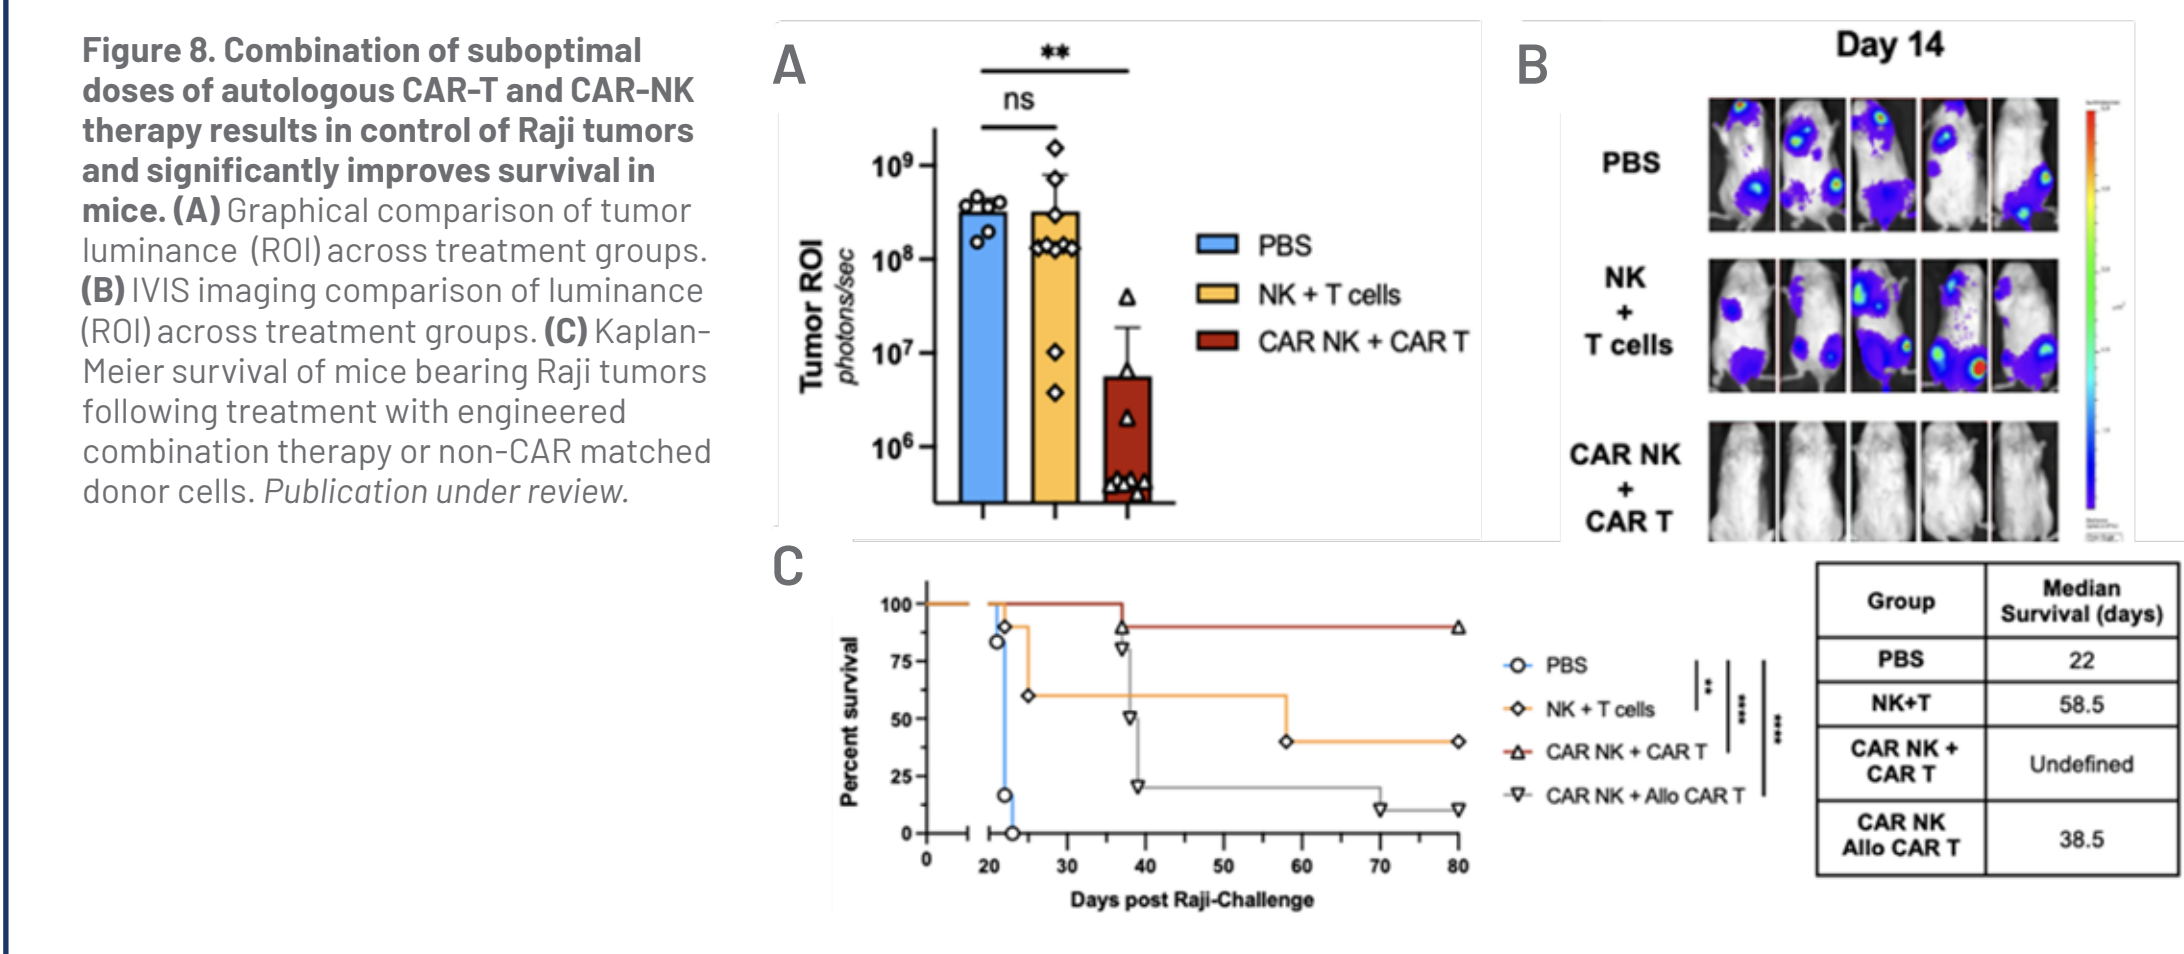 Figure 8. Combination of suboptimal
doses of autologous CAR-T and CAR-NK
therapy results in control of Raji tumors
and significantly improves survival in
mice. (A) Graphical comparison of tumor
luminance (ROI) across treatment groups.
(B) IVIS imaging comparison of luminance
(ROI) across treatment groups. (C) Kaplan-
Meier survival of mice bearing Raji tumors
following treatment with engineered
combination therapy or non-CAR matched
donor cells. Publication under review.
A
**
ns
10⁹
10⁸
10⁷
10⁶
Tumor ROI
photons/sec
PBS
NK + T cells
CAR NK + CAR T
B
Day 14
PBS
NK
+
T cells
CAR NK
+
CAR T
C
100
75
50
25
0
Percent survival
0 20 30 40 50 60 70 80
Days post Raji-Challenge
PBS
NK + T cells
CAR NK + CAR T
CAR NK + Allo CAR T
**
****
****
Group Median Survival (days)
PBS 22
NK+T 58.5
CAR NK + CAR T Undefined
CAR NK Allo CAR T 38.5